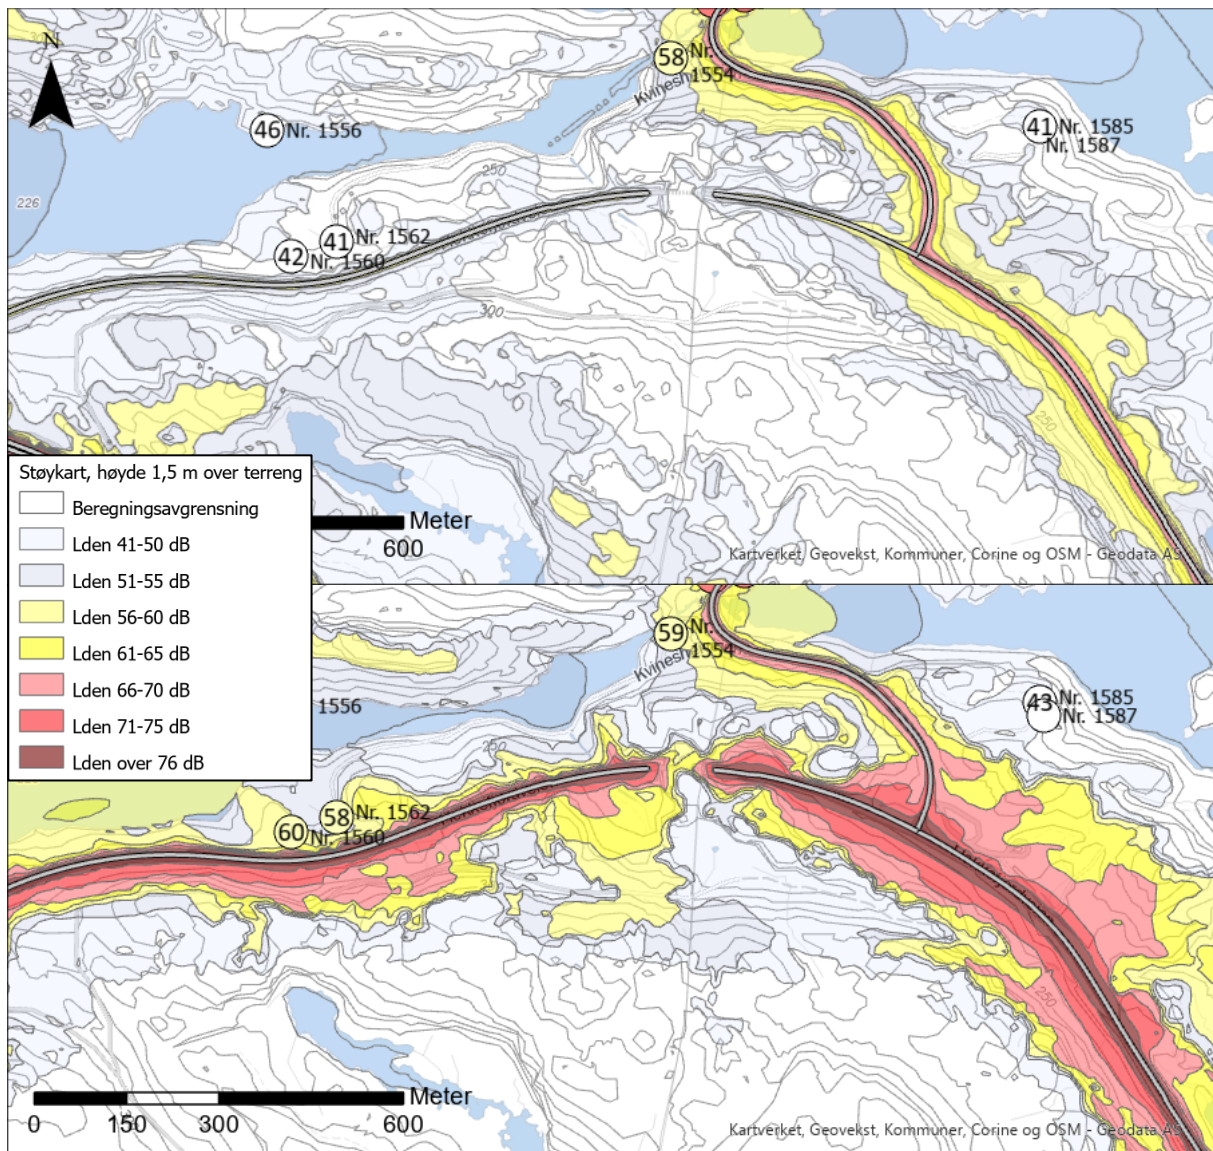 N
58 Nr.
1554
Kvinesh
46 Nr. 1556
41 Nr. 1585
Nr. 1587
250
226
41 Nr. 1562
42 Nr. 1560
300
250
Meter
600
Kartverket, Geovekst, Kommuner, Corine og OSM - Geodata AS
Støykart, høyde 1,5 m over terreng
Beregningsavgrensning
Lden 41-50 dB
Lden 51-55 dB
Lden 56-60 dB
Lden 61-65 dB
Lden 66-70 dB
Lden 71-75 dB
Lden over 76 dB
59 Nr.
1554
Kvinesh
1556
43 Nr. 1585
Nr. 1587
250
58 Nr. 1562
60 Nr. 1560
250
Meter
0 150 300 600
Kartverket, Geovekst, Kommuner, Corine og OSM - Geodata AS